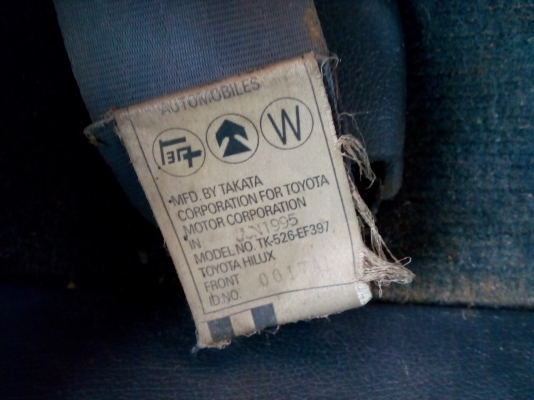 AUTOMOBILES
W
MFD. BY TAKATA
CORPORATION FOR TOYOTA
MOTOR CORPORATION
IN 1995
MODEL NO. TK-526-EF397
TOYOTA HILUX
FRONT
ID.NO.